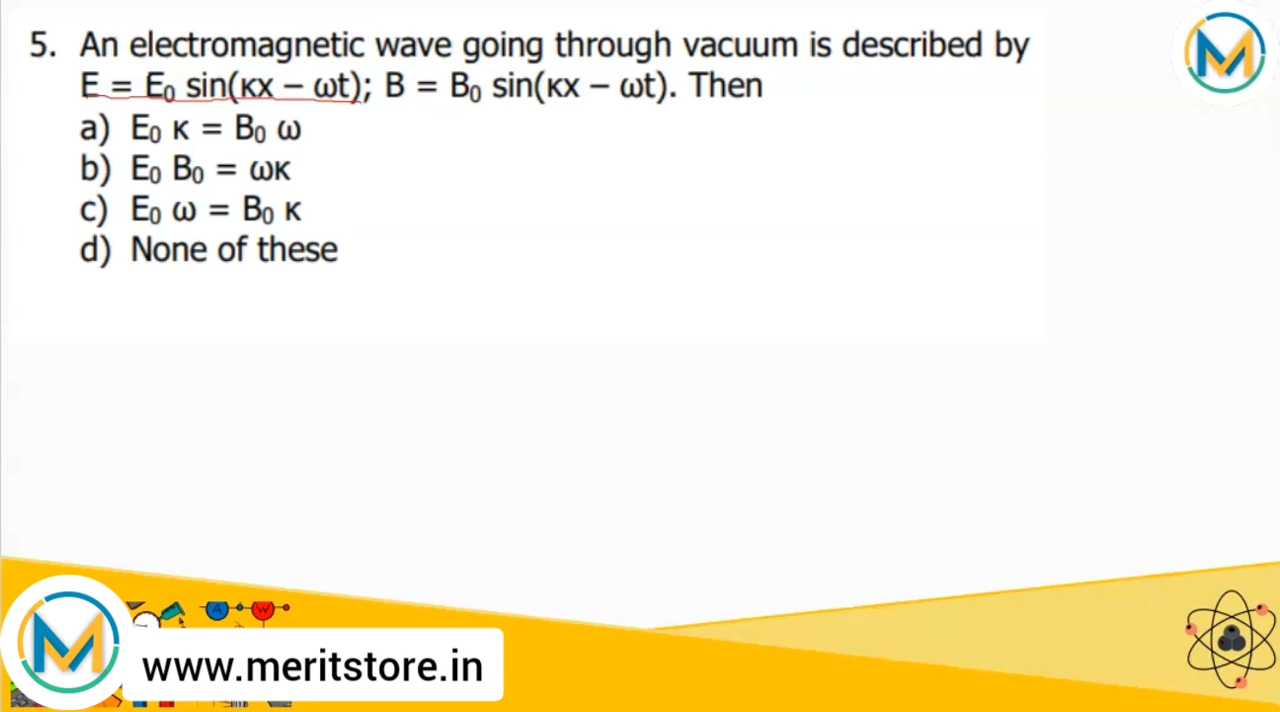 5. An electromagnetic wave going through vacuum is described by
E = E₀ sin(κx – ωt); B = B₀ sin(κx – ωt). Then
a) E₀ κ = B₀ ω
b) E₀ B₀ = ωκ
c) E₀ ω = B₀ κ
d) None of these
A W
www.meritstore.in